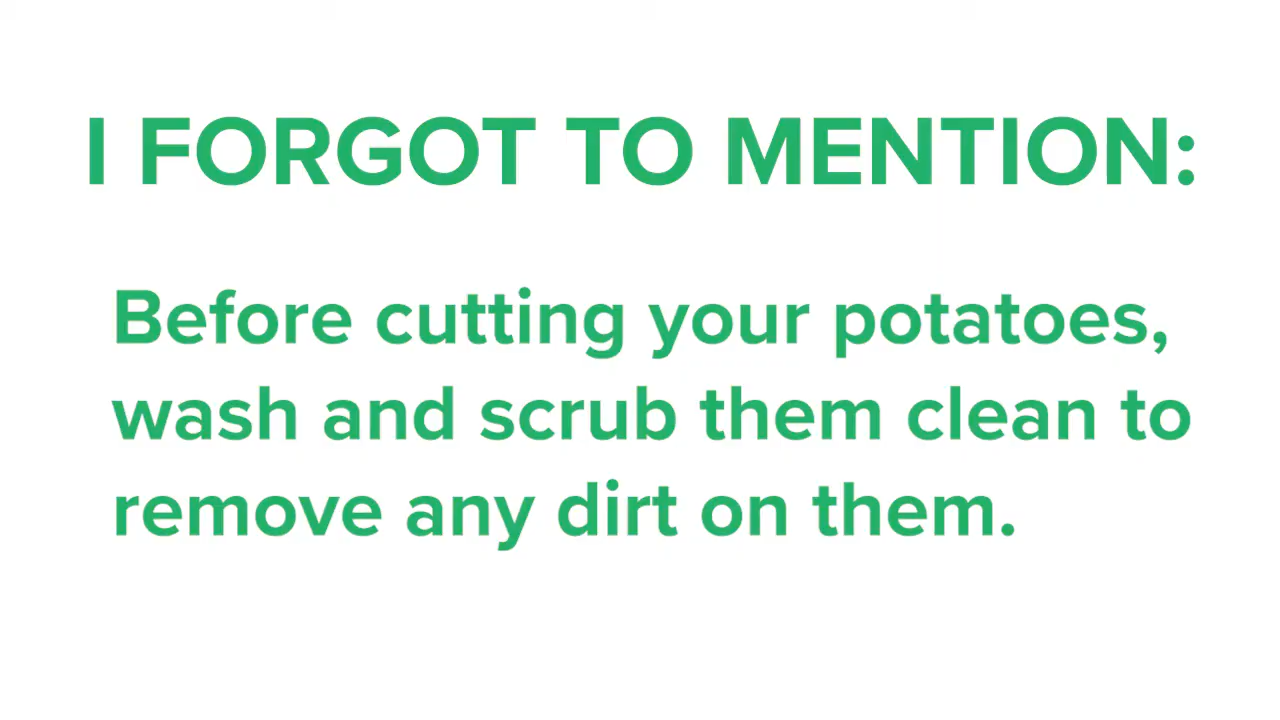 I FORGOT TO MENTION:
Before cutting your potatoes,
wash and scrub them clean to
remove any dirt on them.